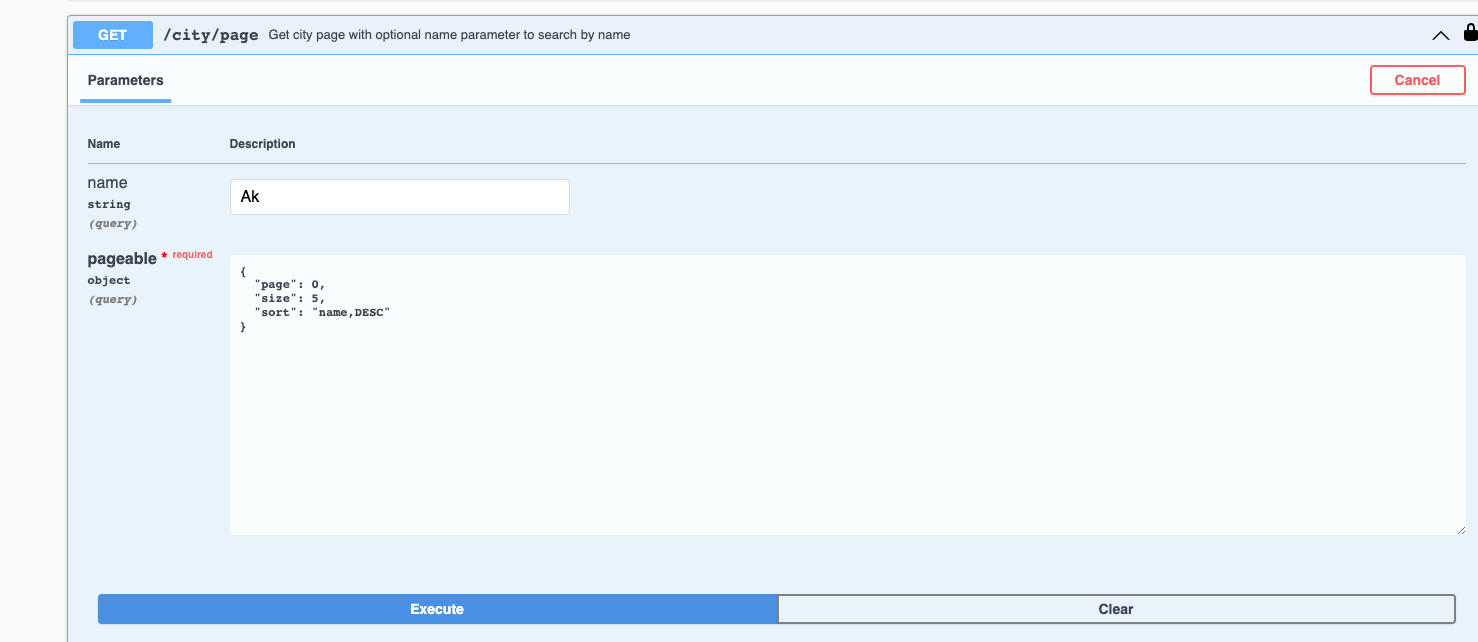 GET /city/page Get city page with optional name parameter to search by name
Parameters Cancel
Name Description
name
string
(query)
Ak
pageable * required
object
(query)
{
  "page": 0,
  "size": 5,
  "sort": "name,DESC"
}
Execute Clear